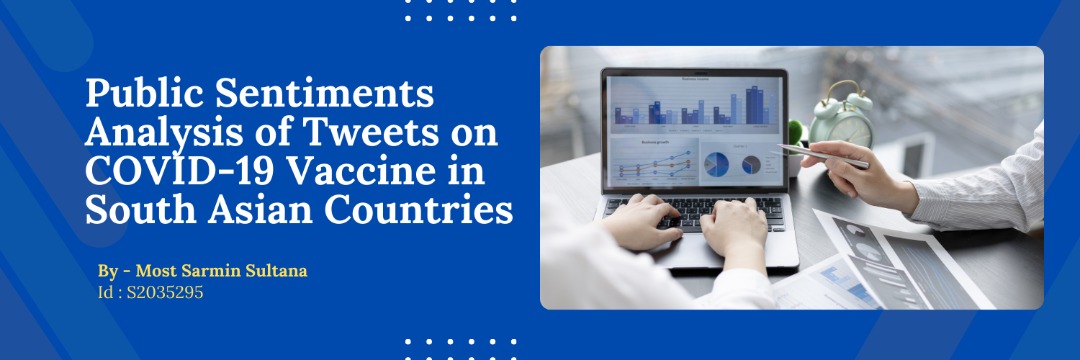 Public Sentiments
Analysis of Tweets on
COVID-19 Vaccine in
South Asian Countries
By - Most Sarmin Sultana
Id : S2035295